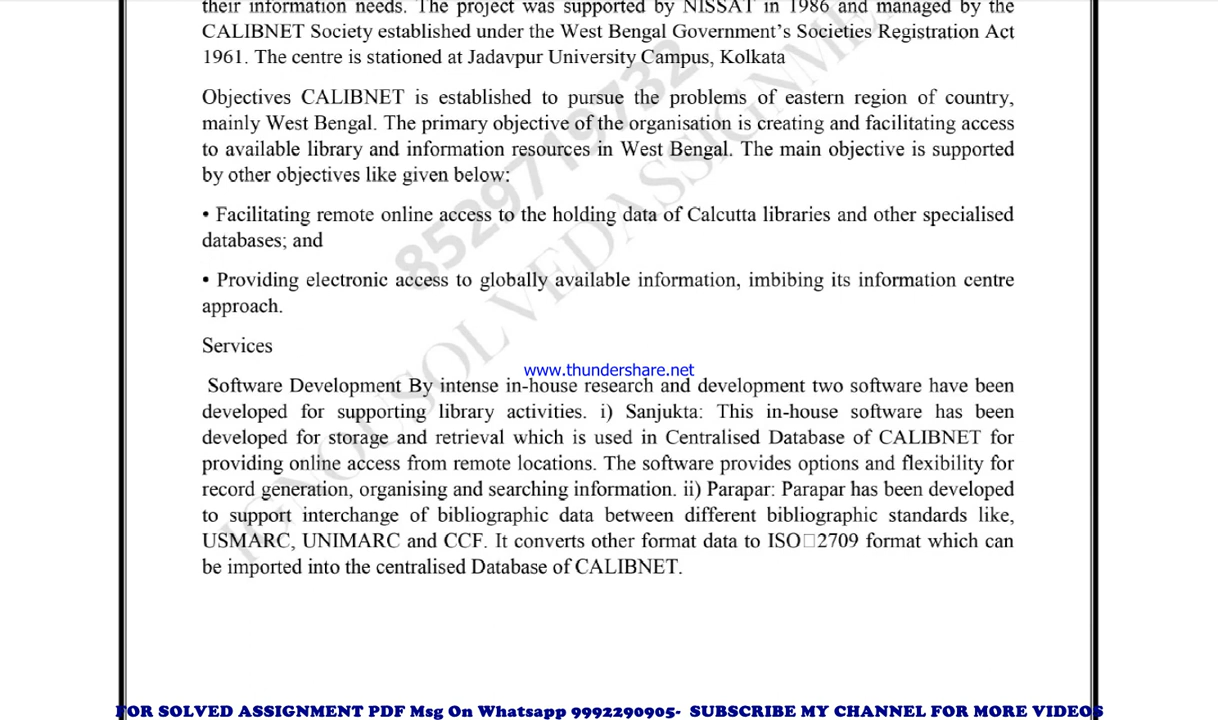 their information needs. The project was supported by NISSAT in 1986 and managed by the
CALIBNET Society established under the West Bengal Government's Societies Registration Act
1961. The centre is stationed at Jadavpur University Campus, Kolkata
Objectives CALIBNET is established to pursue the problems of eastern region of country,
mainly West Bengal. The primary objective of the organisation is creating and facilitating access
to available library and information resources in West Bengal. The main objective is supported
by other objectives like given below:
• Facilitating remote online access to the holding data of Calcutta libraries and other specialised
databases; and
• Providing electronic access to globally available information, imbibing its information centre
approach.
Services
www.thundershare.net
Software Development By intense in-house research and development two software have been
developed for supporting library activities. i) Sanjukta: This in-house software has been
developed for storage and retrieval which is used in Centralised Database of CALIBNET for
providing online access from remote locations. The software provides options and flexibility for
record generation, organising and searching information. ii) Parapar: Parapar has been developed
to support interchange of bibliographic data between different bibliographic standards like,
USMARC, UNIMARC and CCF. It converts other format data to ISO□2709 format which can
be imported into the centralised Database of CALIBNET.
8529719732
IGNOUSOLVEDASSIGNME
FOR SOLVED ASSIGNMENT PDF Msg On Whatsapp 9992290905- SUBSCRIBE MY CHANNEL FOR MORE VIDEOS